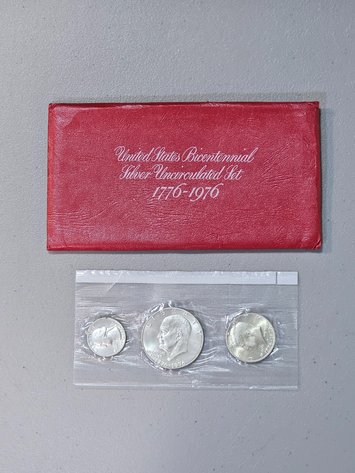 United States Bicentennial
Silver Uncirculated Set
1776-1976